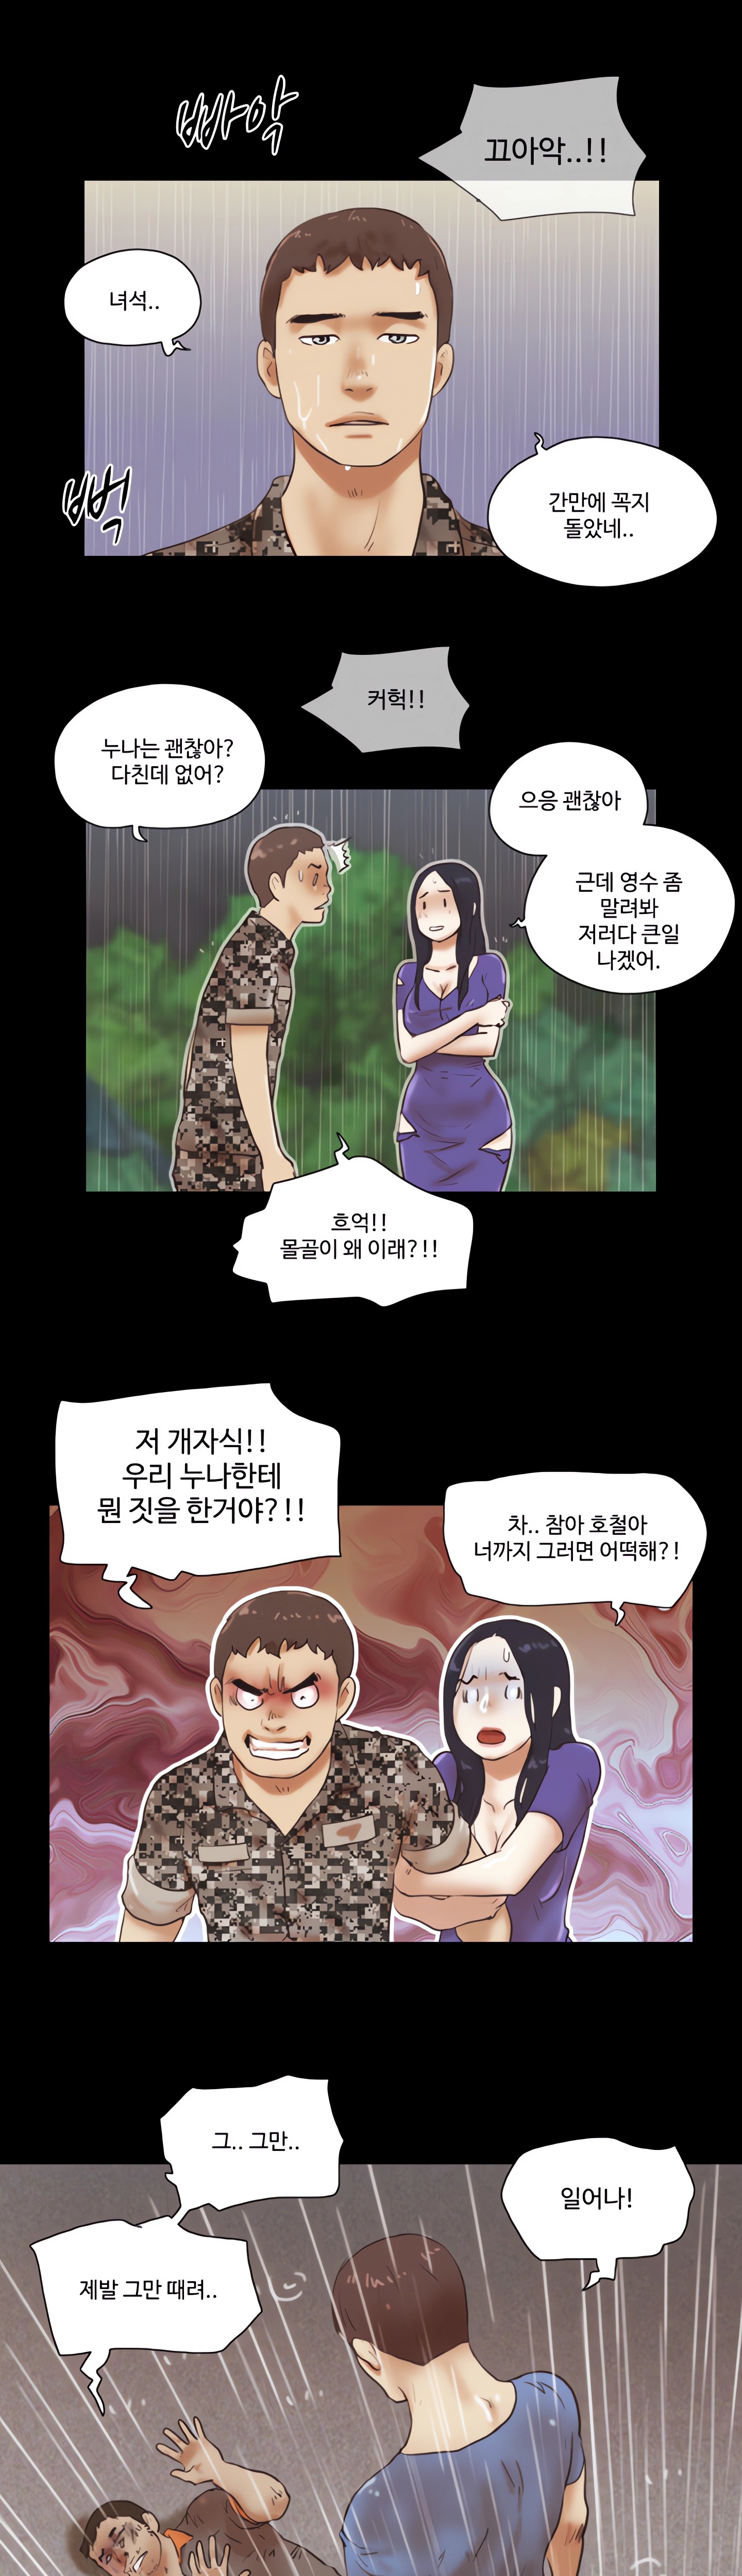 빠악
끄아악..!!
녀석..
뻑
간만에 꼭지
돌았네..
커헉!!
누나는 괜찮아?
다친데 없어?
으응 괜찮아
근데 영수 좀
말려봐
저러다 큰일
나겠어.
흐억!!
몰골이 왜 이래?!!
저 개자식!!
우리 누나한테
뭔 짓을 한거야?!!
차.. 참아 호철아
너까지 그러면 어떡해?!
그.. 그만..
일어나!
제발 그만 때려..